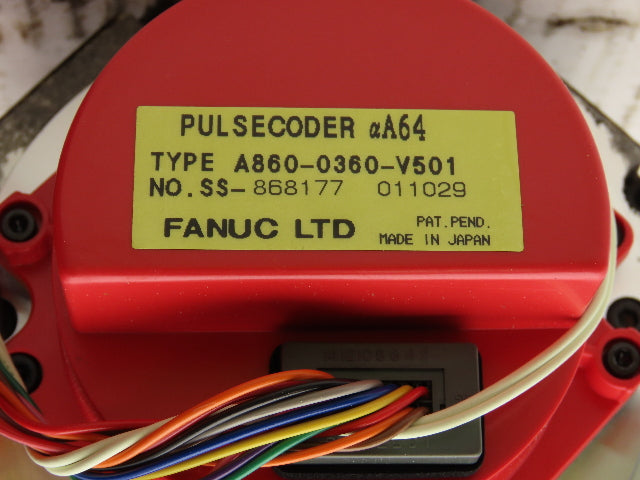 PULSECODER αA64
TYPE A860-0360-V501
NO.SS-868177 011029
FANUC LTD
PAT.PEND.
MADE IN JAPAN